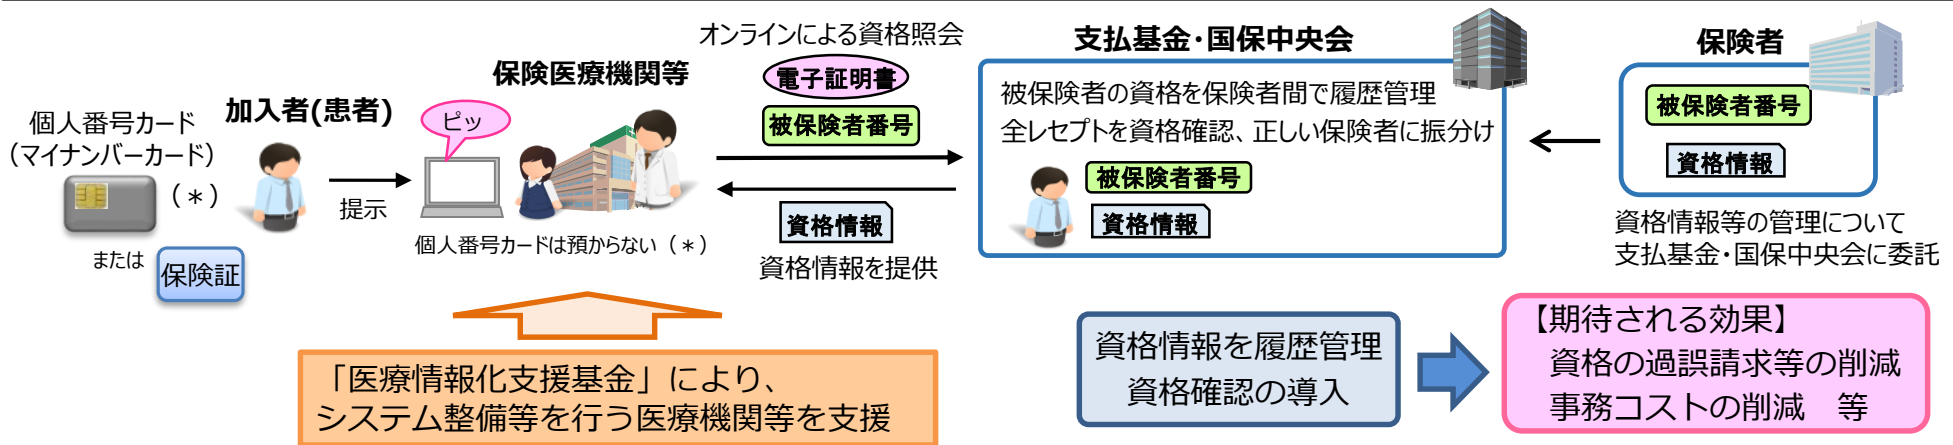 個人番号カード
（マイナンバーカード）
（＊）
または
保険証
加入者(患者)
提示
保険医療機関等
ピッ
個人番号カードは預からない（＊）
オンラインによる資格照会
電子証明書
被保険者番号
資格情報
資格情報を提供
支払基金・国保中央会
被保険者の資格を保険者間で履歴管理
全レセプトを資格確認、正しい保険者に振分け
被保険者番号
資格情報
保険者
被保険者番号
資格情報
資格情報等の管理について
支払基金・国保中央会に委託
「医療情報化支援基金」により、
システム整備等を行う医療機関等を支援
資格情報を履歴管理
資格確認の導入
【期待される効果】
資格の過誤請求等の削減
事務コストの削減　等